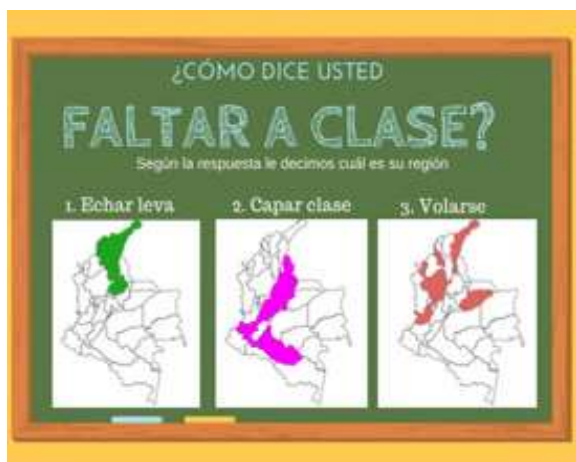 ¿CÓMO DICE USTED
FALTAR A CLASE?
Según la respuesta le decimos cuál es su región
1. Echar leva
2. Capar clase
3. Volarse